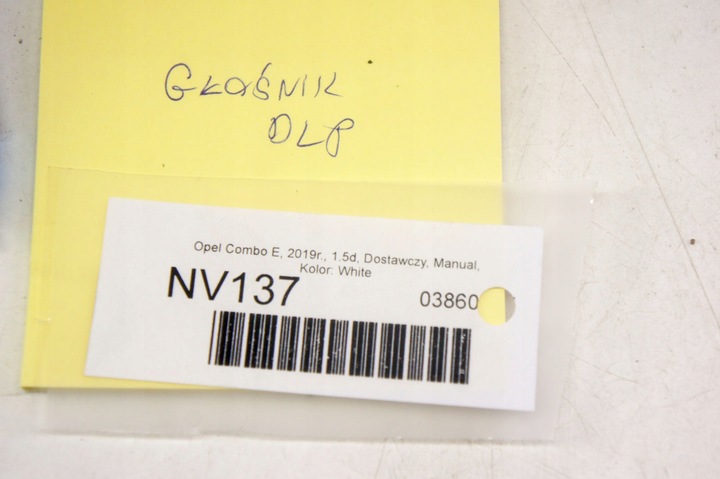 GŁOŚNIK
DLP
Opel Combo E, 2019r., 1.5d, Dostawczy, Manual,
Kolor: White
NV137
03860